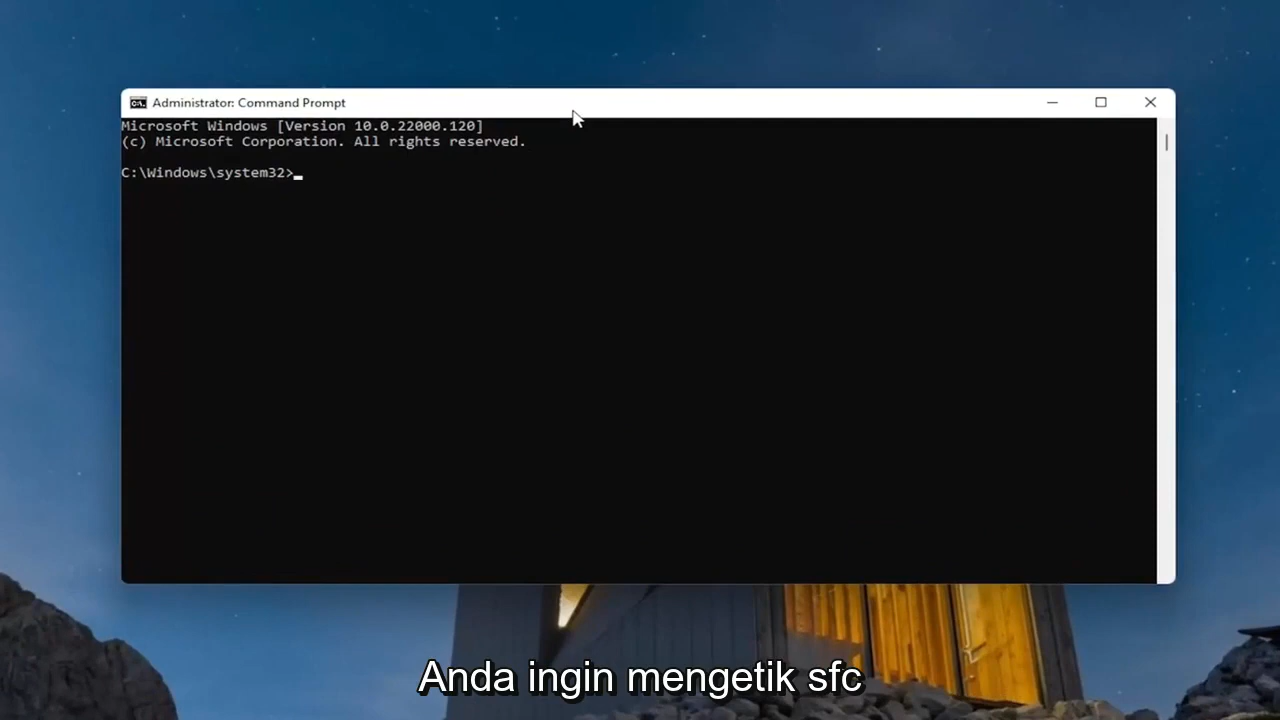 Administrator: Command Prompt
Microsoft Windows [Version 10.0.22000.120]
(c) Microsoft Corporation. All rights reserved.
C:\Windows\system32>
Anda ingin mengetik sfc